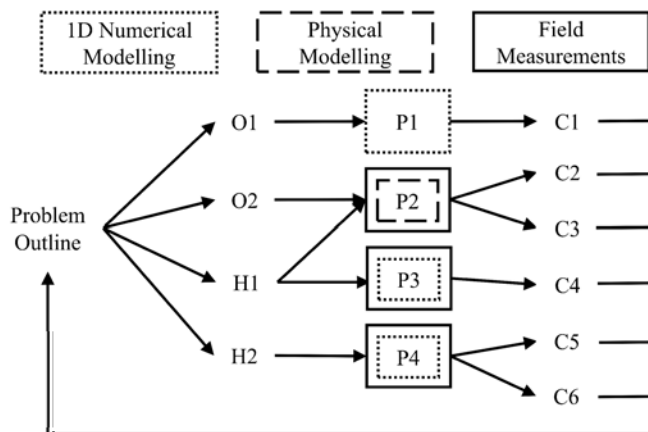 1D Numerical
Modelling
Physical
Modelling
Field
Measurements
O1
P1
C1
C2
O2
P2
Problem
Outline
C3
H1
P3
C4
H2
P4
C5
C6